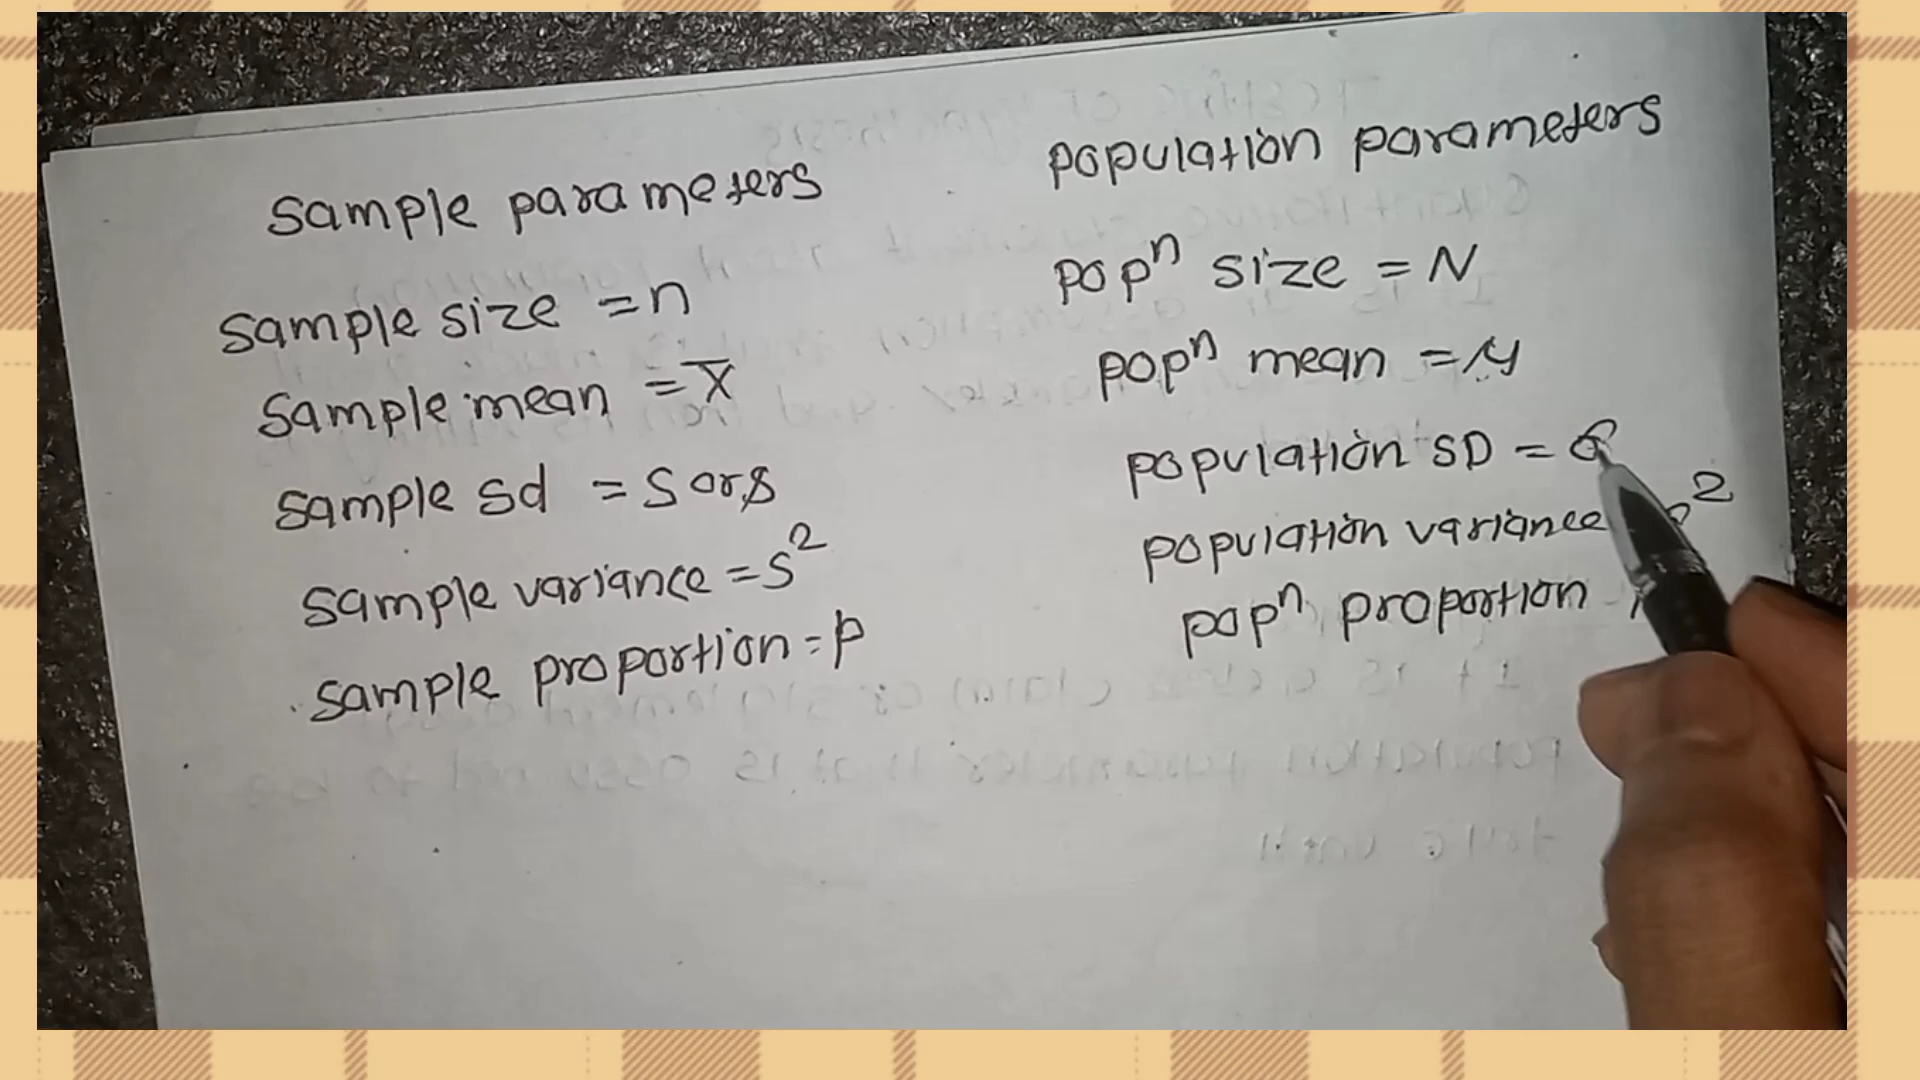 sample parameters
sample size = n
sample mean = x̄
sample sd = S or s
sample variance = s²
sample proportion = p
population parameters
popⁿ size = N
popⁿ mean = μ
population SD = σ
population variance ²
popⁿ proportion